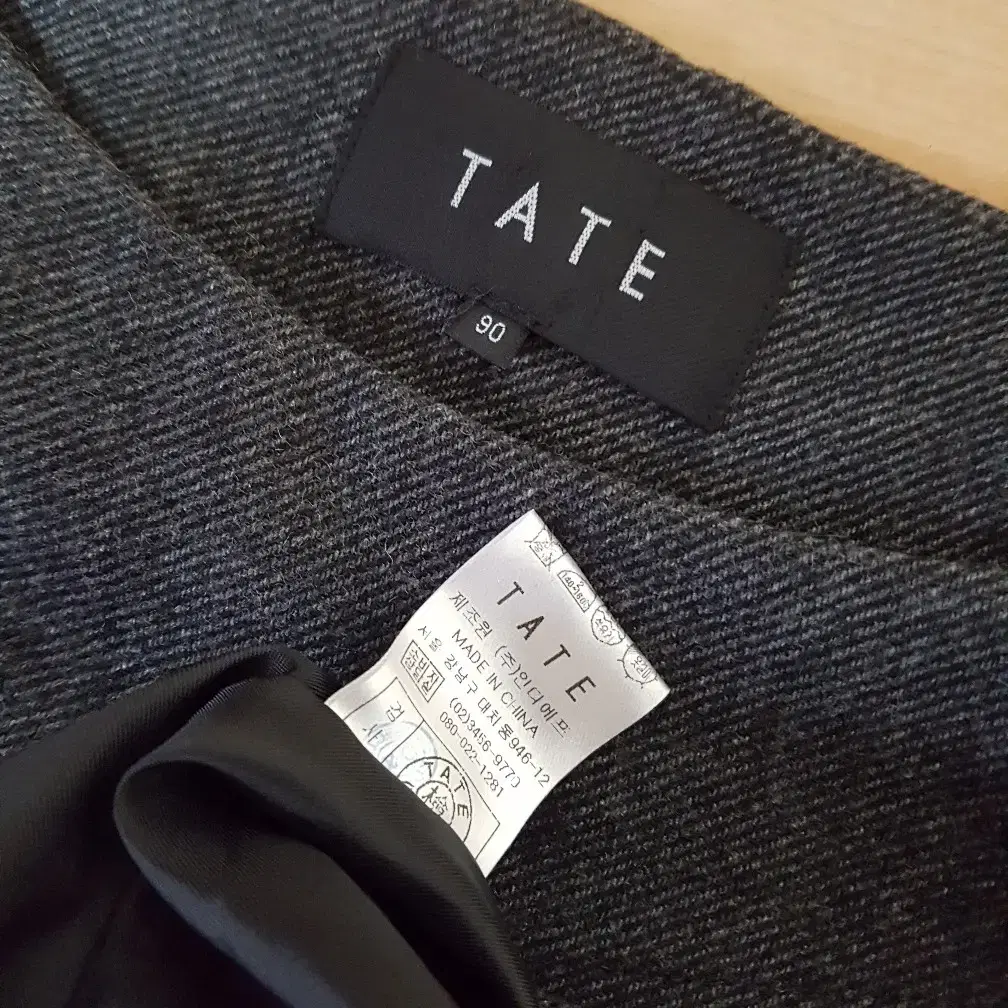 TATE
90
TATE
제조원 (주)인디에프
MADE IN CHINA
서울 강남구 대치동946-12
(02)3456-9770
080-022-1281
검
TATE